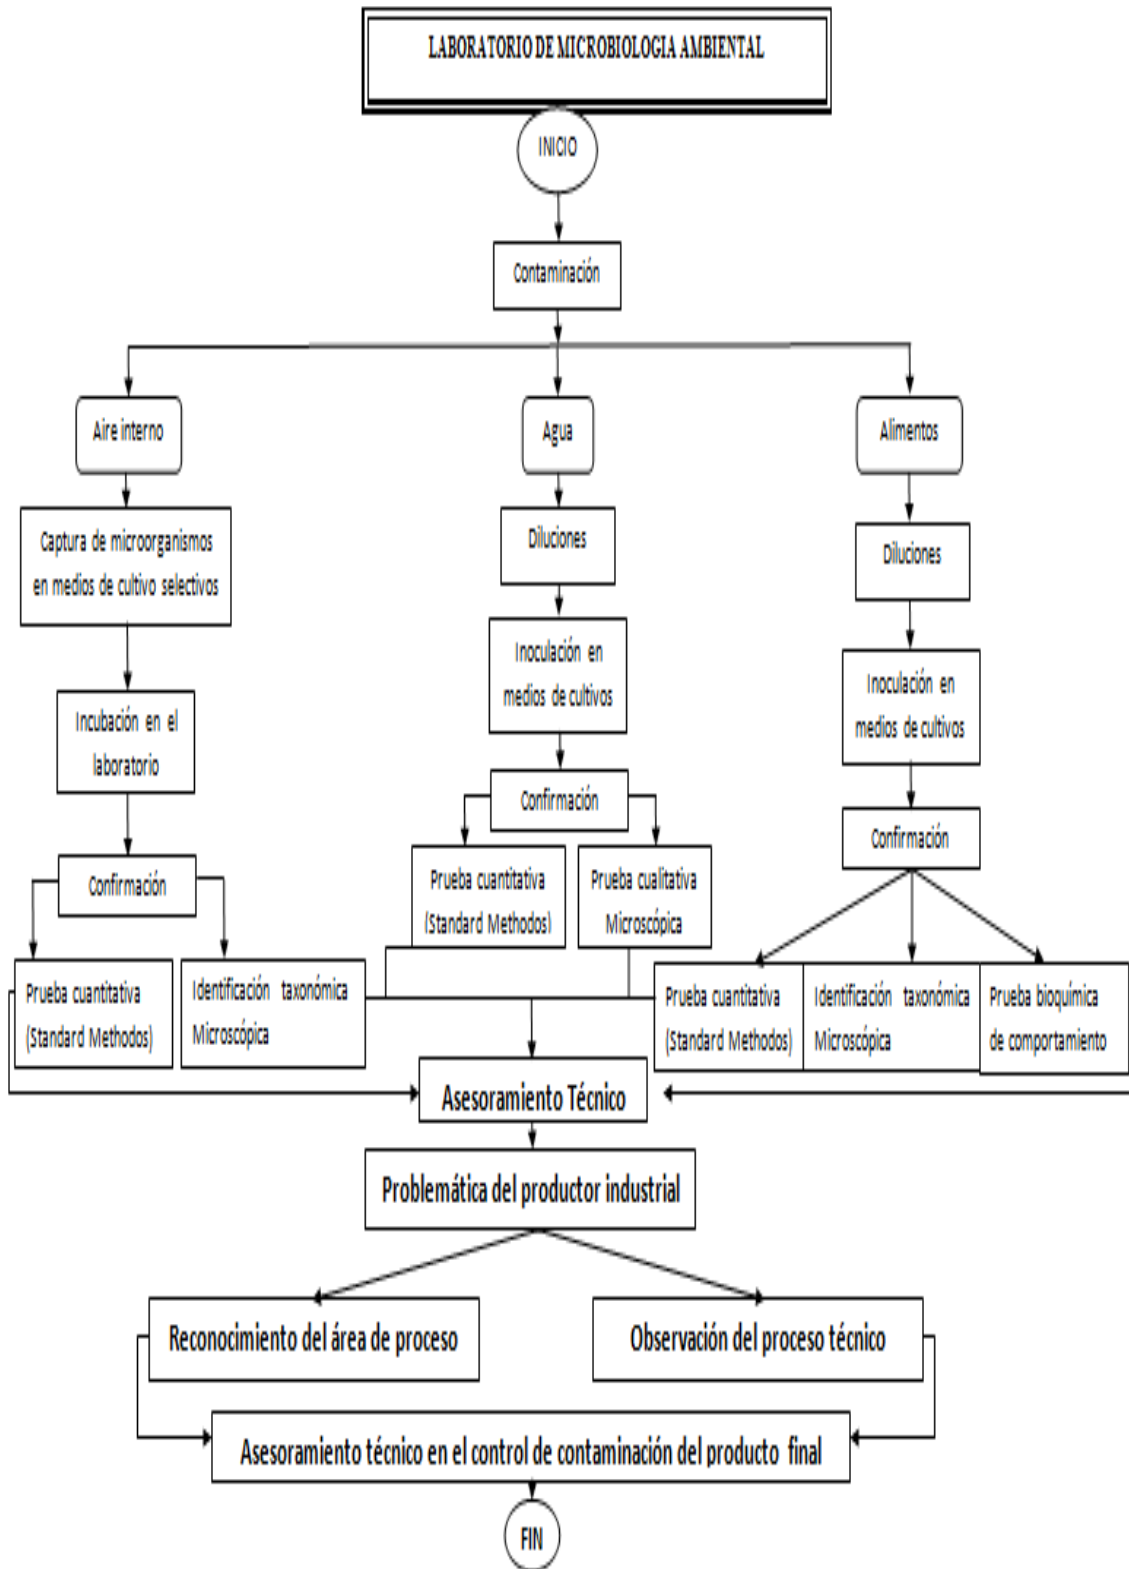 LABORATORIO DE MICROBIOLOGIA AMBIENTAL
INICIO
Contaminación
Aire interno
Agua
Alimentos
Captura de microorganismos
en medios de cultivo selectivos
Diluciones
Diluciones
Inoculación en
medios de cultivos
Inoculación en
medios de cultivos
Incubación en el
laboratorio
Confirmación
Confirmación
Confirmación
Prueba cuantitativa
(Standard Methodos)
Prueba cualitativa
Microscópica
Prueba cuantitativa
(Standard Methodos)
Identificación taxonómica
Microscópica
Prueba cuantitativa
(Standard Methodos)
Identificación taxonómica
Microscópica
Prueba bioquímica
de comportamiento
Asesoramiento Técnico
Problemática del productor industrial
Reconocimiento del área de proceso
Observación del proceso técnico
Asesoramiento técnico en el control de contaminación del producto final
FIN